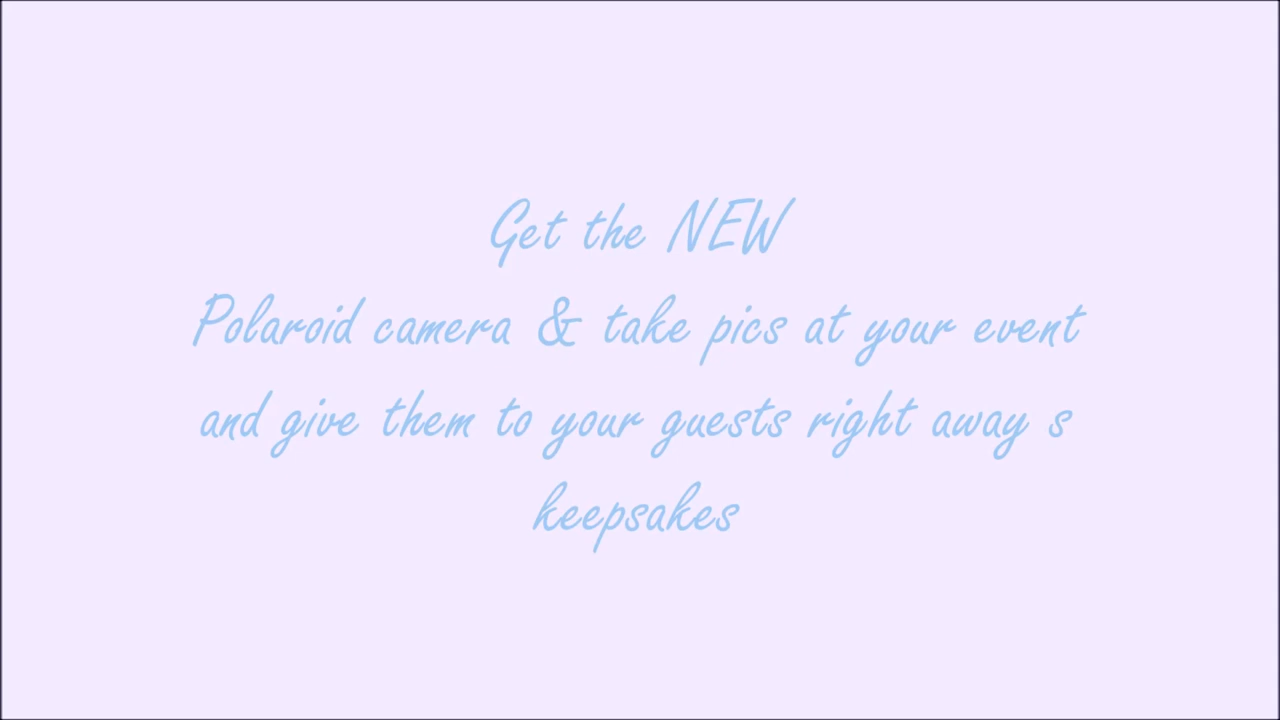 Get the NEW
Polaroid camera & take pics at your event
and give them to your guests right away s
keepsakes